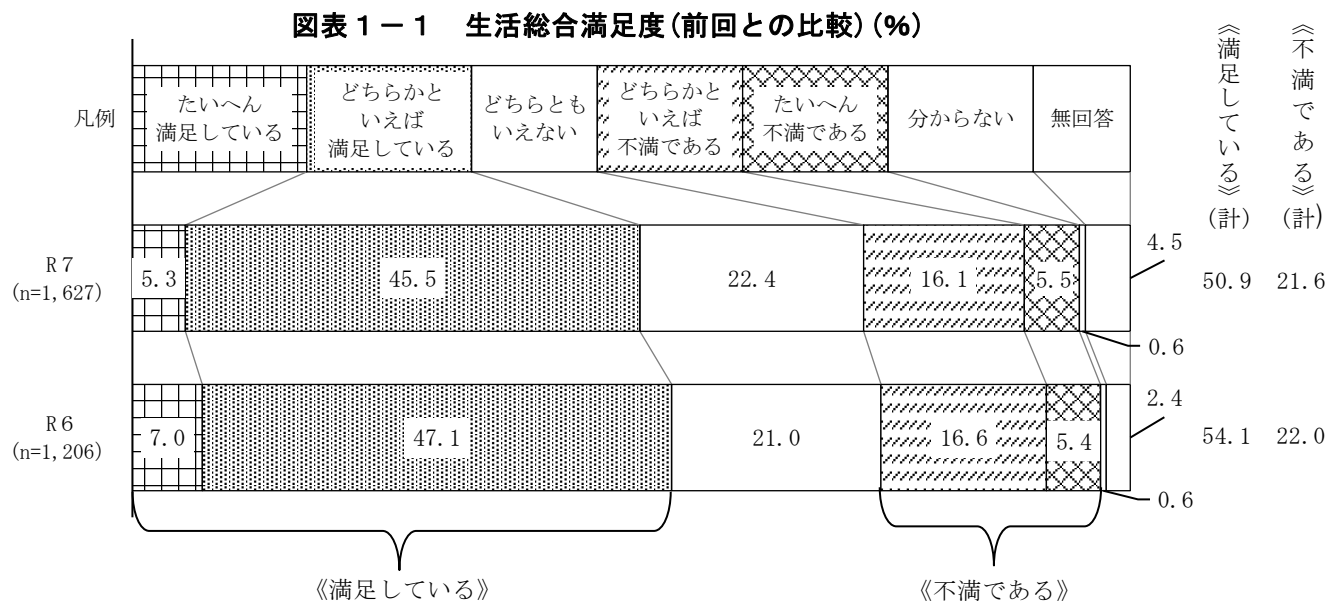 図表１－１　生活総合満足度(前回との比較)(%)
《満足している》(計)
《不満である》(計)
凡例
たいへん
満足している
どちらかと
いえば
満足している
どちらとも
いえない
どちらかと
いえば
不満である
たいへん
不満である
分からない
無回答
R7
(n=1,627)
5.3
45.5
22.4
16.1
5.5
0.6
4.5
50.9
21.6
R6
(n=1,206)
7.0
47.1
21.0
16.6
5.4
0.6
2.4
54.1
22.0
《満足している》
《不満である》